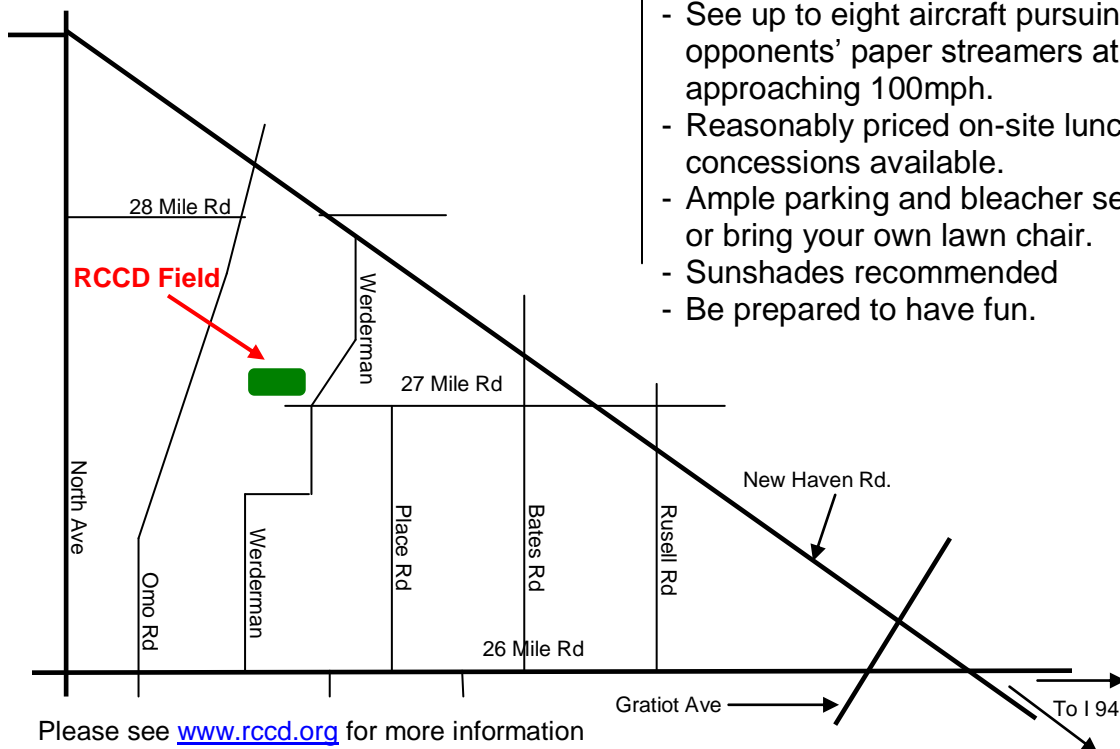 - See up to eight aircraft pursuin
opponents’ paper streamers at
approaching 100mph.
- Reasonably priced on-site lunc
concessions available.
- Ample parking and bleacher se
or bring your own lawn chair.
- Sunshades recommended
- Be prepared to have fun.
28 Mile Rd
RCCD Field
Werderman
27 Mile Rd
North Ave
New Haven Rd.
Omo Rd
Werderman
Place Rd
Bates Rd
Rusell Rd
26 Mile Rd
Gratiot Ave
To I 94
Please see www.rccd.org for more information